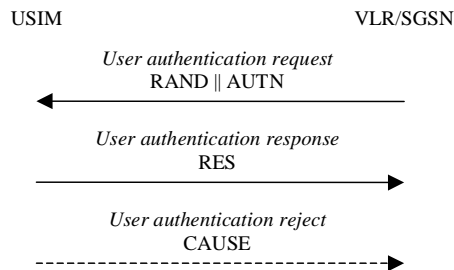 USIM VLR/SGSN
User authentication request
RAND || AUTN
User authentication response
RES
User authentication reject
CAUSE